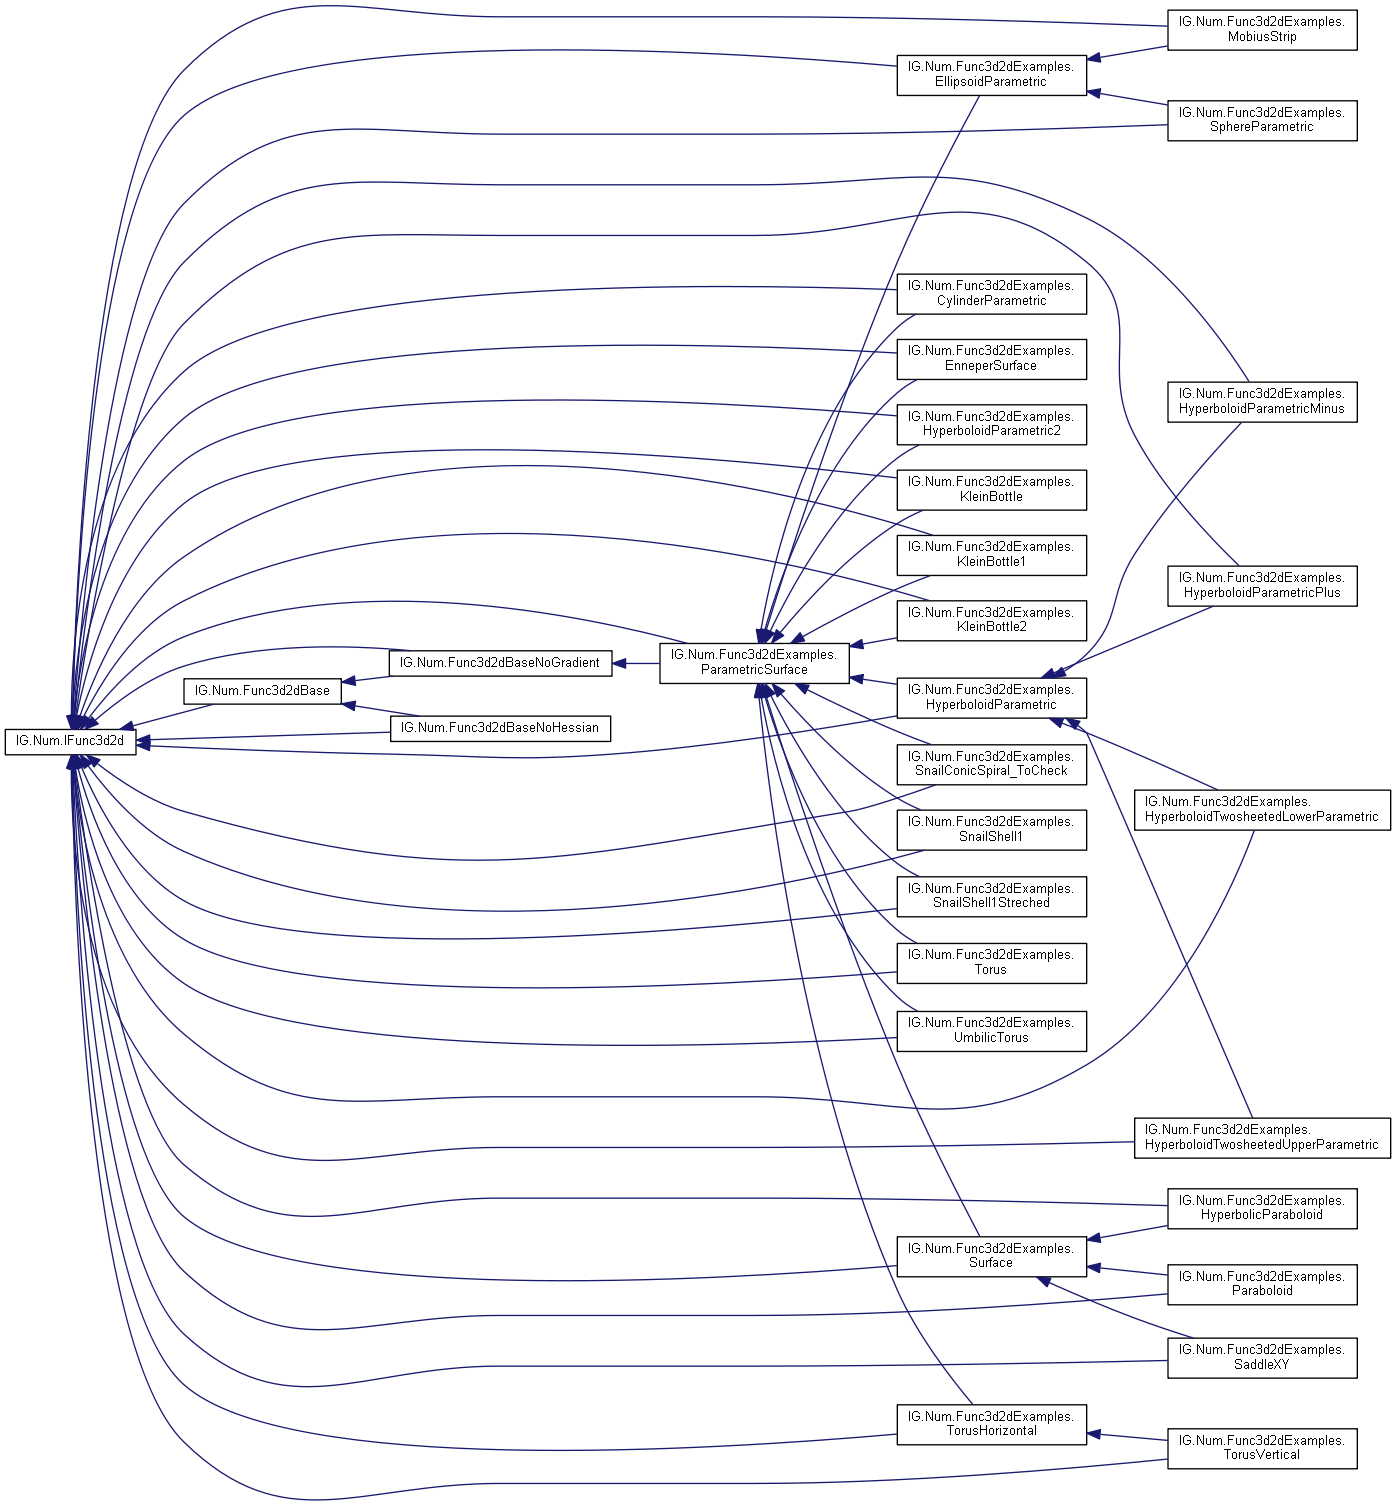 IG.Num.Func3d2dExamples.
MobiusStrip
IG.Num.Func3d2dExamples.
EllipsoidParametric
IG.Num.Func3d2dExamples.
SphereParametric
IG.Num.Func3d2dExamples.
CylinderParametric
IG.Num.Func3d2dExamples.
EnneperSurface
IG.Num.Func3d2dExamples.
HyperboloidParametricMinus
IG.Num.Func3d2dExamples.
HyperboloidParametric2
IG.Num.Func3d2dExamples.
KleinBottle
IG.Num.Func3d2dExamples.
KleinBottle1
IG.Num.Func3d2dExamples.
HyperboloidParametricPlus
IG.Num.Func3d2dExamples.
KleinBottle2
IG.Num.Func3d2dExamples.
ParametricSurface
IG.Num.Func3d2dBaseNoGradient
IG.Num.Func3d2dBase
IG.Num.Func3d2dExamples.
HyperboloidParametric
IG.Num.Func3d2dBaseNoHessian
IG.Num.IFunc3d2d
IG.Num.Func3d2dExamples.
SnailConicSpiral_ToCheck
IG.Num.Func3d2dExamples.
HyperboloidTwosheetedLowerParametric
IG.Num.Func3d2dExamples.
SnailShell1
IG.Num.Func3d2dExamples.
SnailShell1Streched
IG.Num.Func3d2dExamples.
Torus
IG.Num.Func3d2dExamples.
UmbilicTorus
IG.Num.Func3d2dExamples.
HyperboloidTwosheetedUpperParametric
IG.Num.Func3d2dExamples.
HyperbolicParaboloid
IG.Num.Func3d2dExamples.
Surface
IG.Num.Func3d2dExamples.
Paraboloid
IG.Num.Func3d2dExamples.
SaddleXY
IG.Num.Func3d2dExamples.
TorusHorizontal
IG.Num.Func3d2dExamples.
TorusVertical